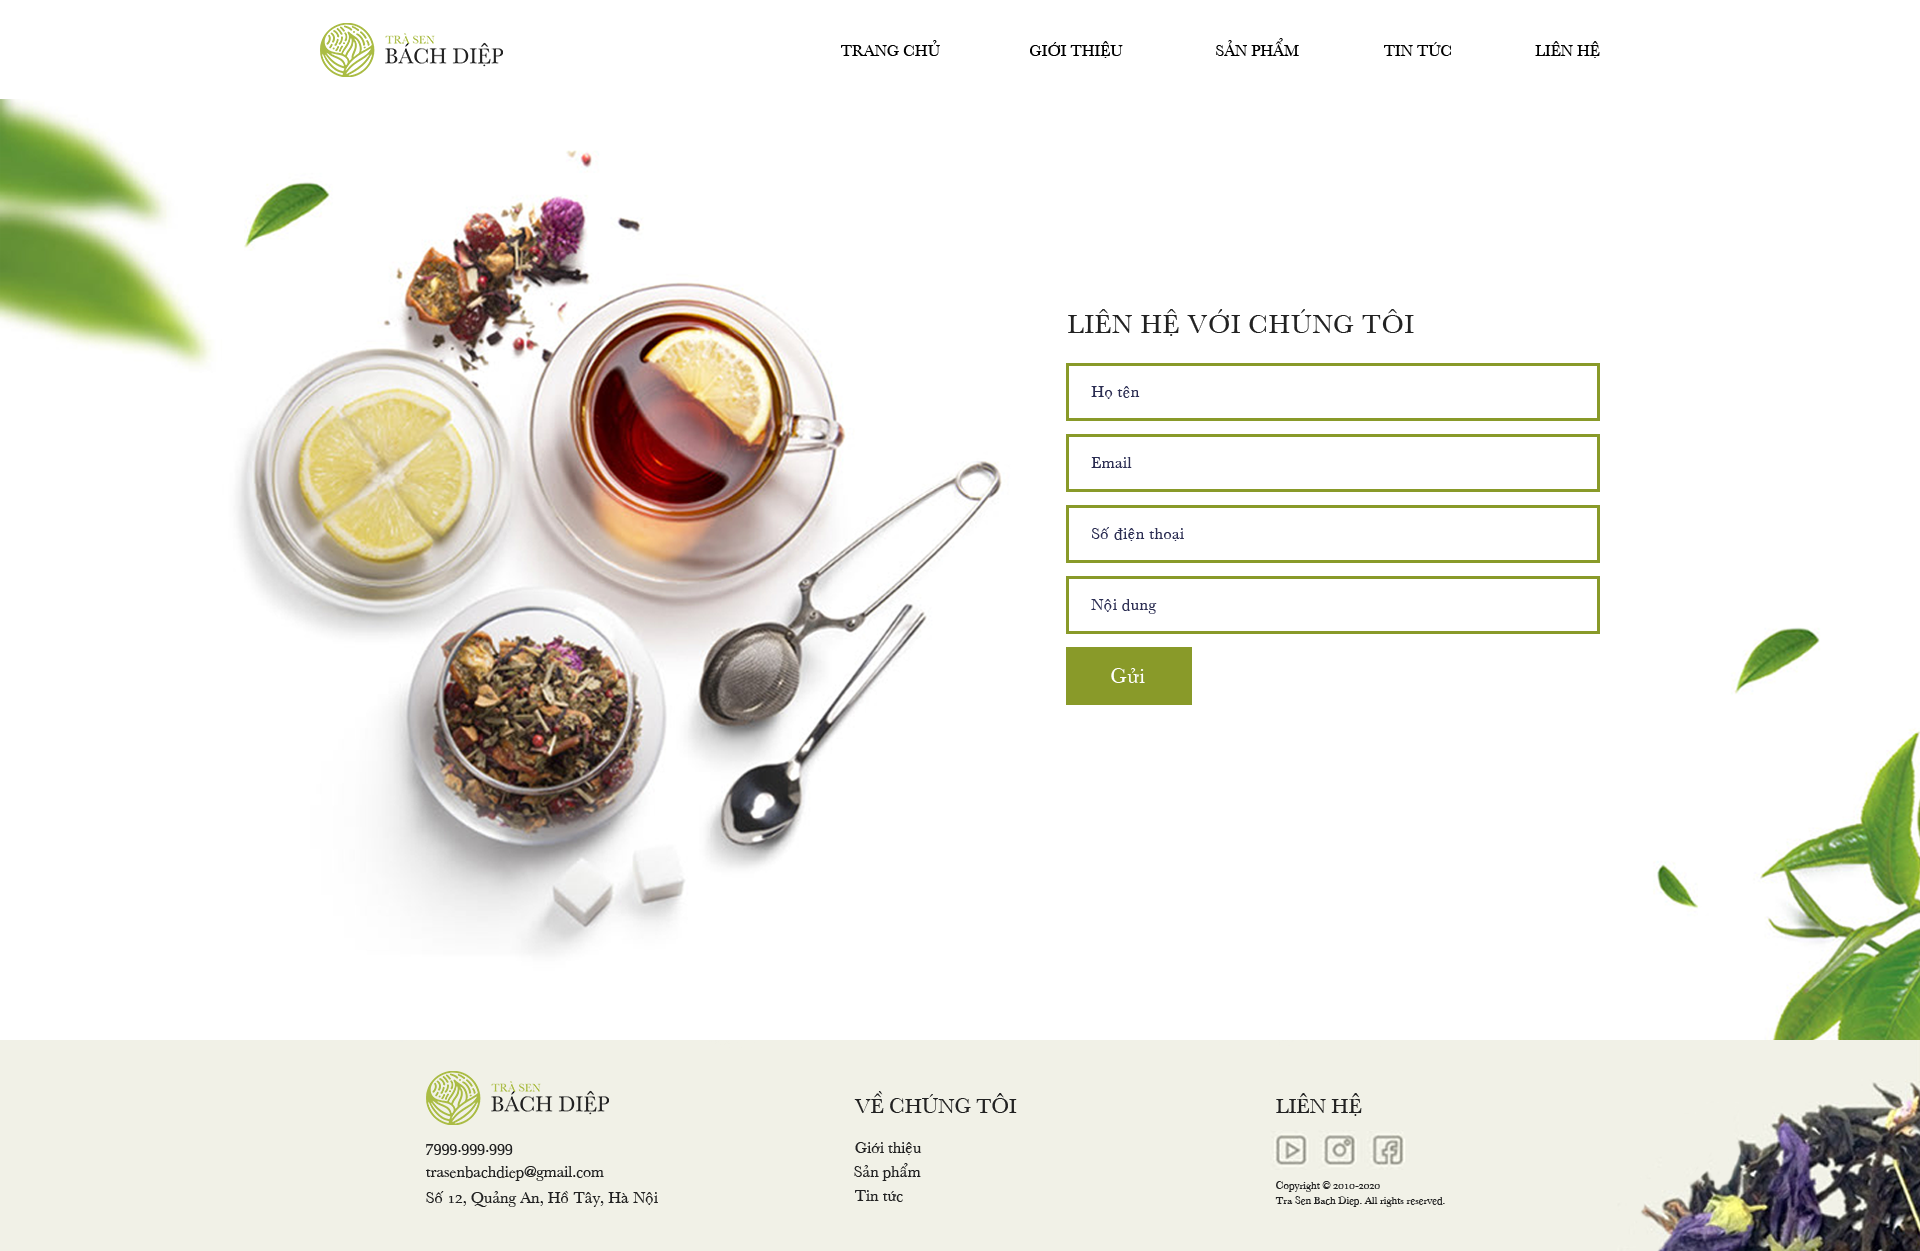 TRÀ SEN
BÁCH DIỆP
TRANG CHỦ
GIỚI THIỆU
SẢN PHẨM
TIN TỨC
LIÊN HỆ
LIÊN HỆ VỚI CHÚNG TÔI
Họ tên
Email
Số điện thoại
Nội dung
Gửi
TRÀ SEN
BÁCH DIỆP
7999.999.999
trasenbachdiep@gmail.com
Số 12, Quảng An, Hồ Tây, Hà Nội
VỀ CHÚNG TÔI
Giới thiệu
Sản phẩm
Tin tức
LIÊN HỆ
Copyright © 2010-2020
Tra Sen Bach Diep. All rights reserved.